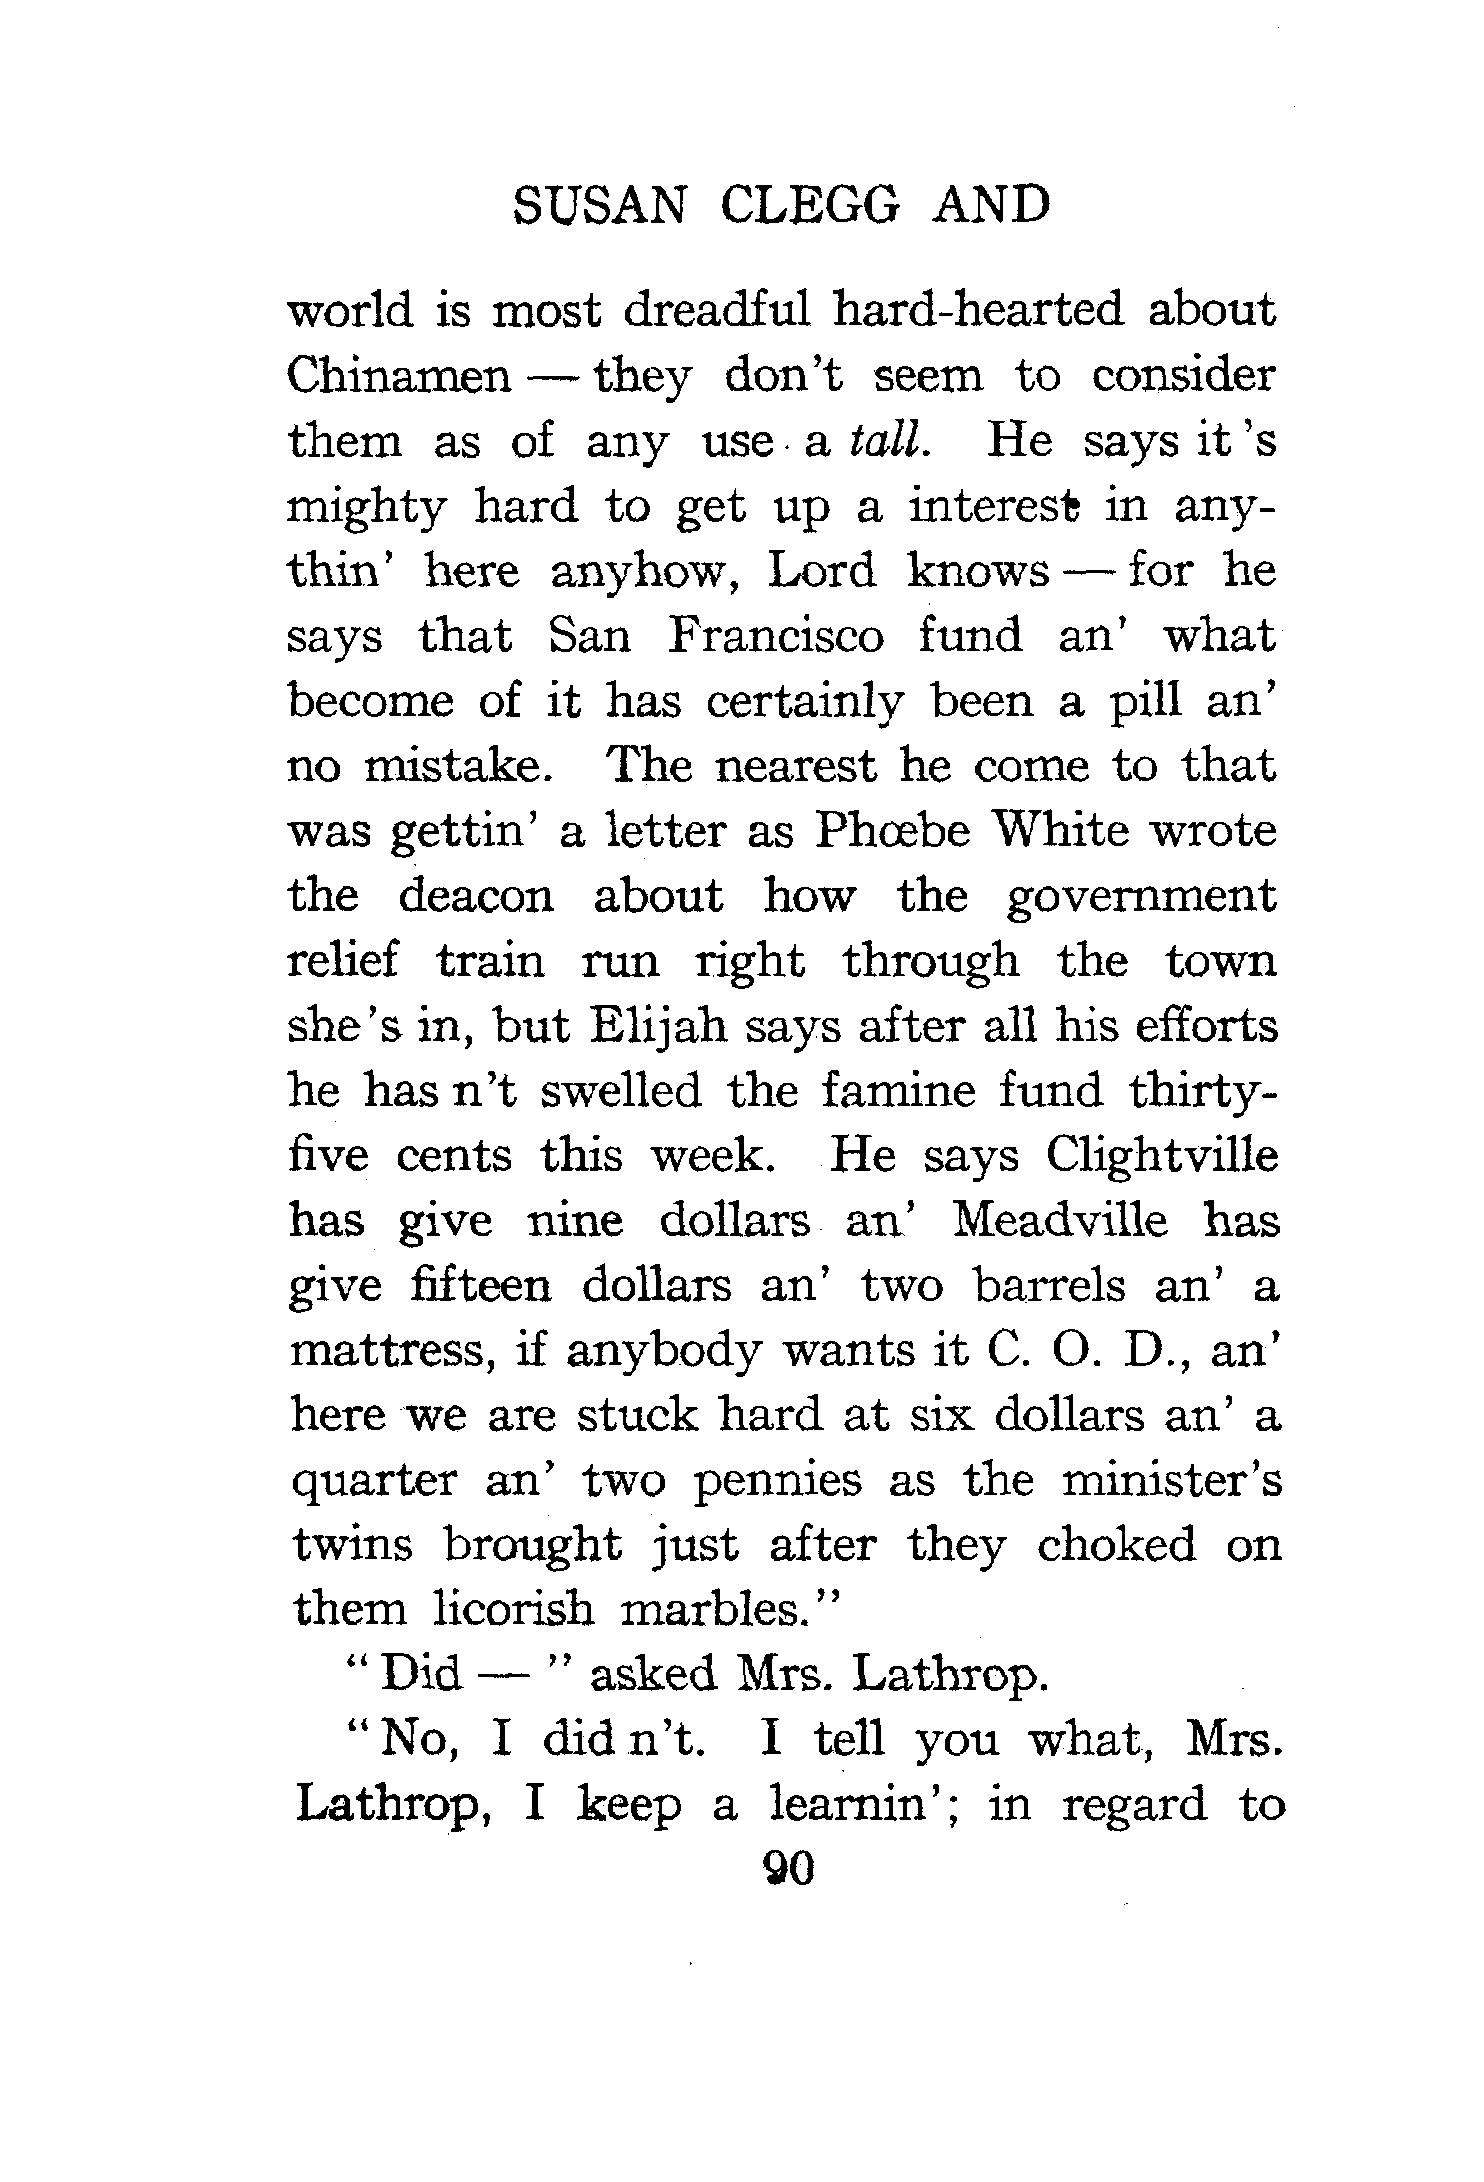 SUSAN CLEGG AND
world is most dreadful hard-hearted about
Chinamen — they don't seem to consider
them as of any use a tall. He says it 's
mighty hard to get up a interest in any-
thin' here anyhow, Lord knows — for he
says that San Francisco fund an' what
become of it has certainly been a pill an'
no mistake. The nearest he come to that
was gettin' a letter as Phœbe White wrote
the deacon about how the government
relief train run right through the town
she 's in, but Elijah says after all his efforts
he has n't swelled the famine fund thirty-
five cents this week. He says Clightville
has give nine dollars an' Meadville has
give fifteen dollars an' two barrels an' a
mattress, if anybody wants it C. O. D., an'
here we are stuck hard at six dollars an' a
quarter an' two pennies as the minister's
twins brought just after they choked on
them licorish marbles."
"Did — " asked Mrs. Lathrop.
"No, I did n't. I tell you what, Mrs.
Lathrop, I keep a learnin'; in regard to
90